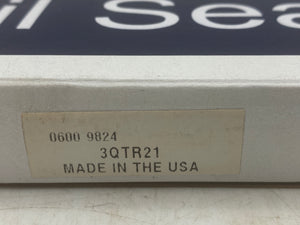 il Sea
0600 9824
3QTR21
MADE IN THE USA